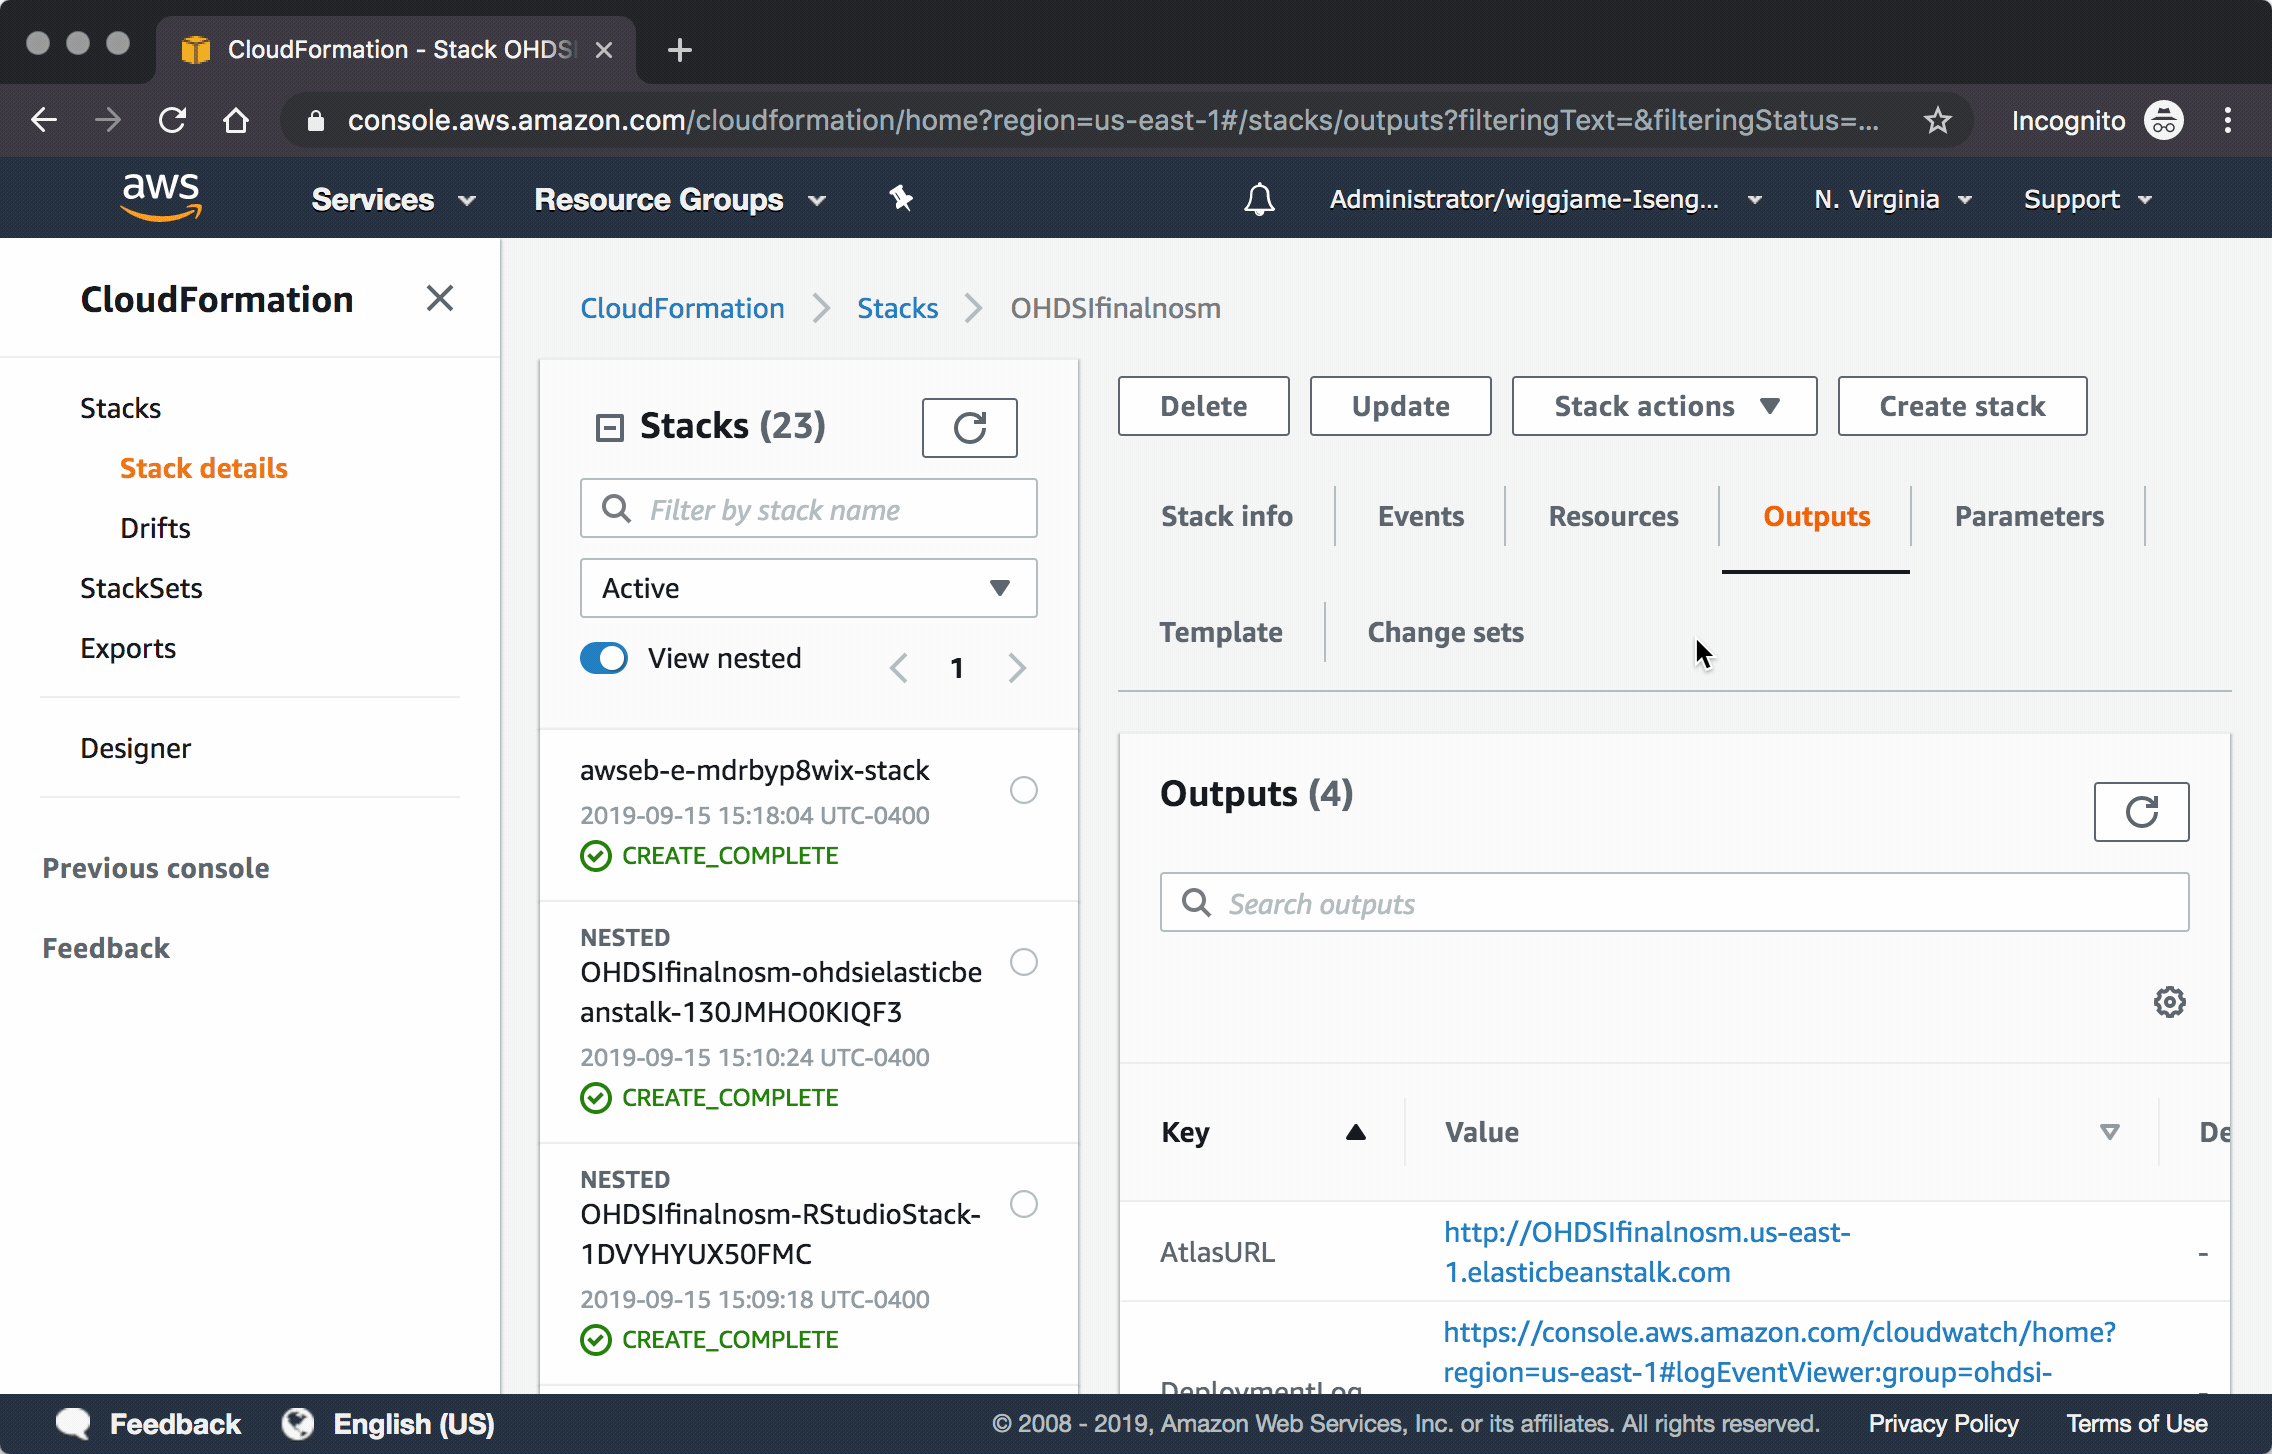 CloudFormation - Stack OHDSI
console.aws.amazon.com/cloudformation/home?region=us-east-1#/stacks/outputs?filteringText=&filteringStatus=...
Incognito
aws
Services
Resource Groups
Administrator/wiggjame-Iseng...
N. Virginia
Support
CloudFormation
Stacks
Stack details
Drifts
StackSets
Exports
Designer
Previous console
Feedback
CloudFormation
Stacks
OHDSIfinalnosm
Stacks (23)
Filter by stack name
Active
View nested
1
awseb-e-mdrbyp8wix-stack
2019-09-15 15:18:04 UTC-0400
CREATE_COMPLETE
NESTED
OHDSIfinalnosm-ohdsielasticbe
anstalk-130JMHO0KIQF3
2019-09-15 15:10:24 UTC-0400
CREATE_COMPLETE
NESTED
OHDSIfinalnosm-RStudioStack-
1DVYHYUX50FMC
2019-09-15 15:09:18 UTC-0400
CREATE_COMPLETE
Delete
Update
Stack actions
Create stack
Stack info
Events
Resources
Outputs
Parameters
Template
Change sets
Outputs (4)
Search outputs
Key
Value
De
AtlasURL
http://OHDSIfinalnosm.us-east-
1.elasticbeanstalk.com
-
DeploymentLog
https://console.aws.amazon.com/cloudwatch/home?
region=us-east-1#logEventViewer:group=ohdsi-
Feedback
English (US)
© 2008 - 2019, Amazon Web Services, Inc. or its affiliates. All rights reserved.
Privacy Policy
Terms of Use